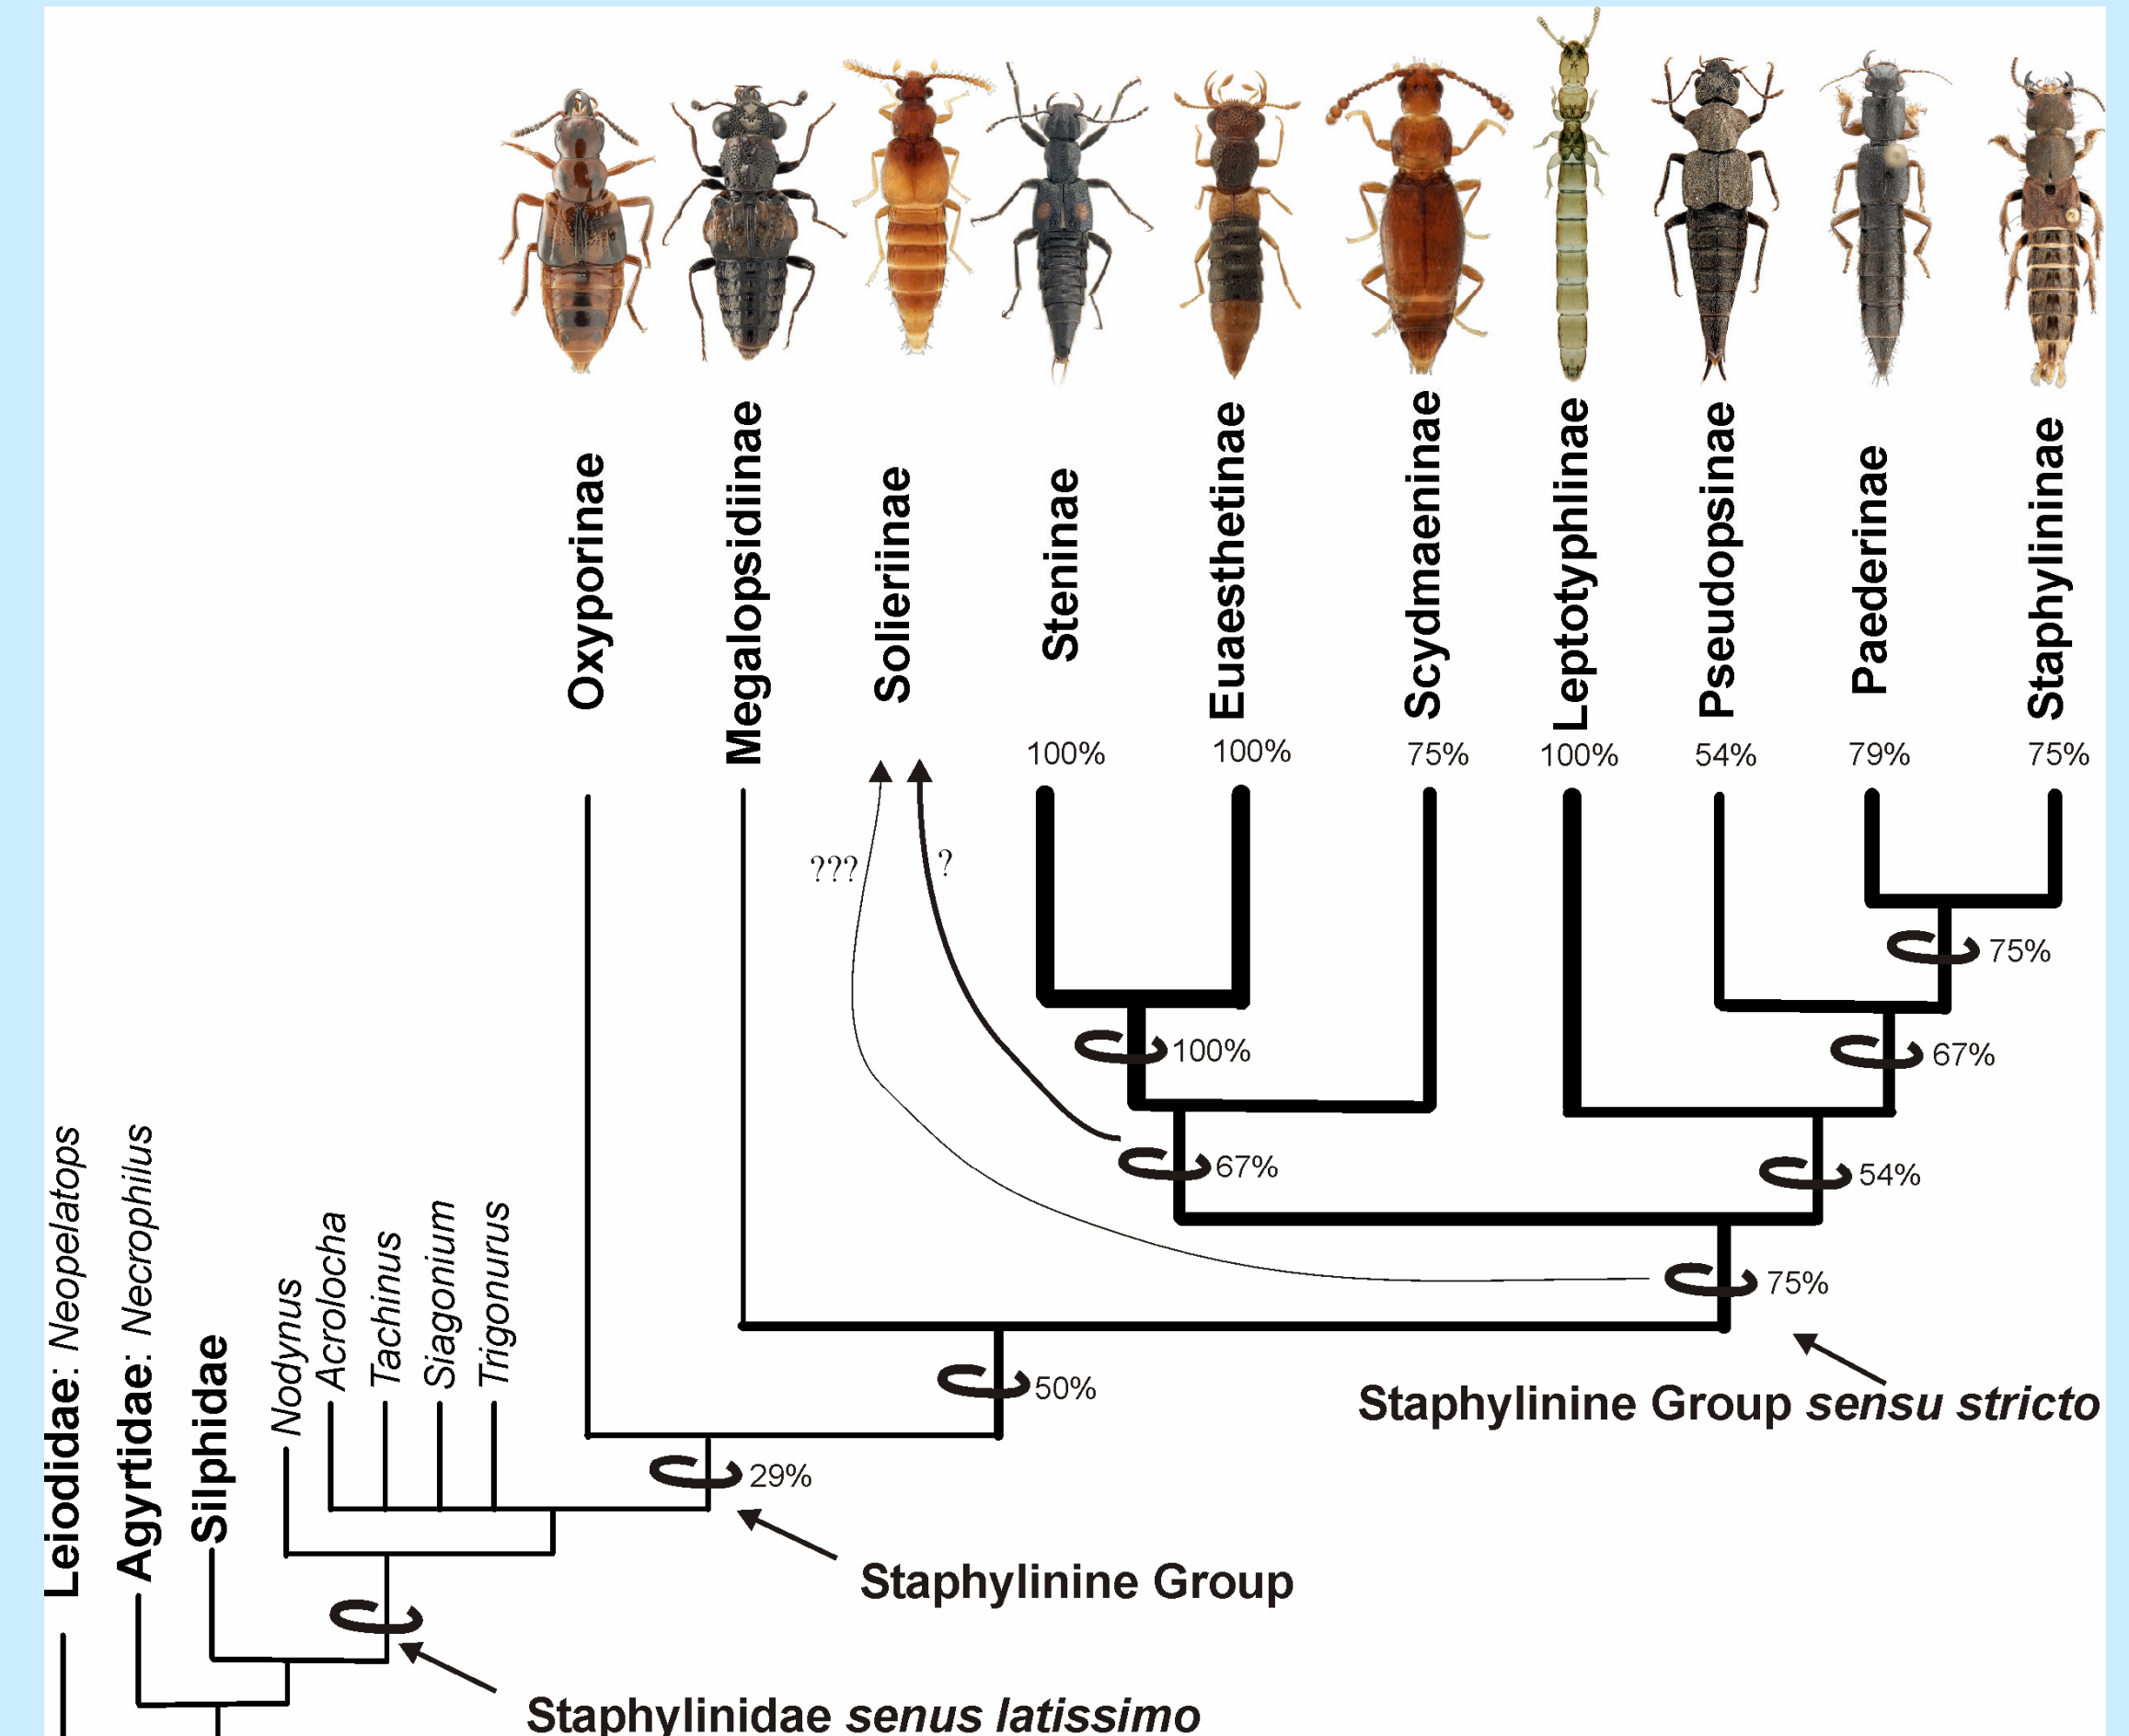 Oxyporinae
Megalopsidiinae
Solieriinae
Steninae
Euaesthetinae
Scydmaeninae
Leptotyphlinae
Pseudopsinae
Paederinae
Staphylininae
100%
100%
75%
100%
54%
79%
75%
???
?
75%
100%
67%
67%
54%
75%
50%
Staphylinine Group sensu stricto
29%
Staphylinine Group
Leiodidae: Neopelatops
Agyrtidae: Necrophilus
Silphidae
Nodynus
Acrolocha
Tachinus
Siagonium
Trigonurus
Staphylinidae senus latissimo